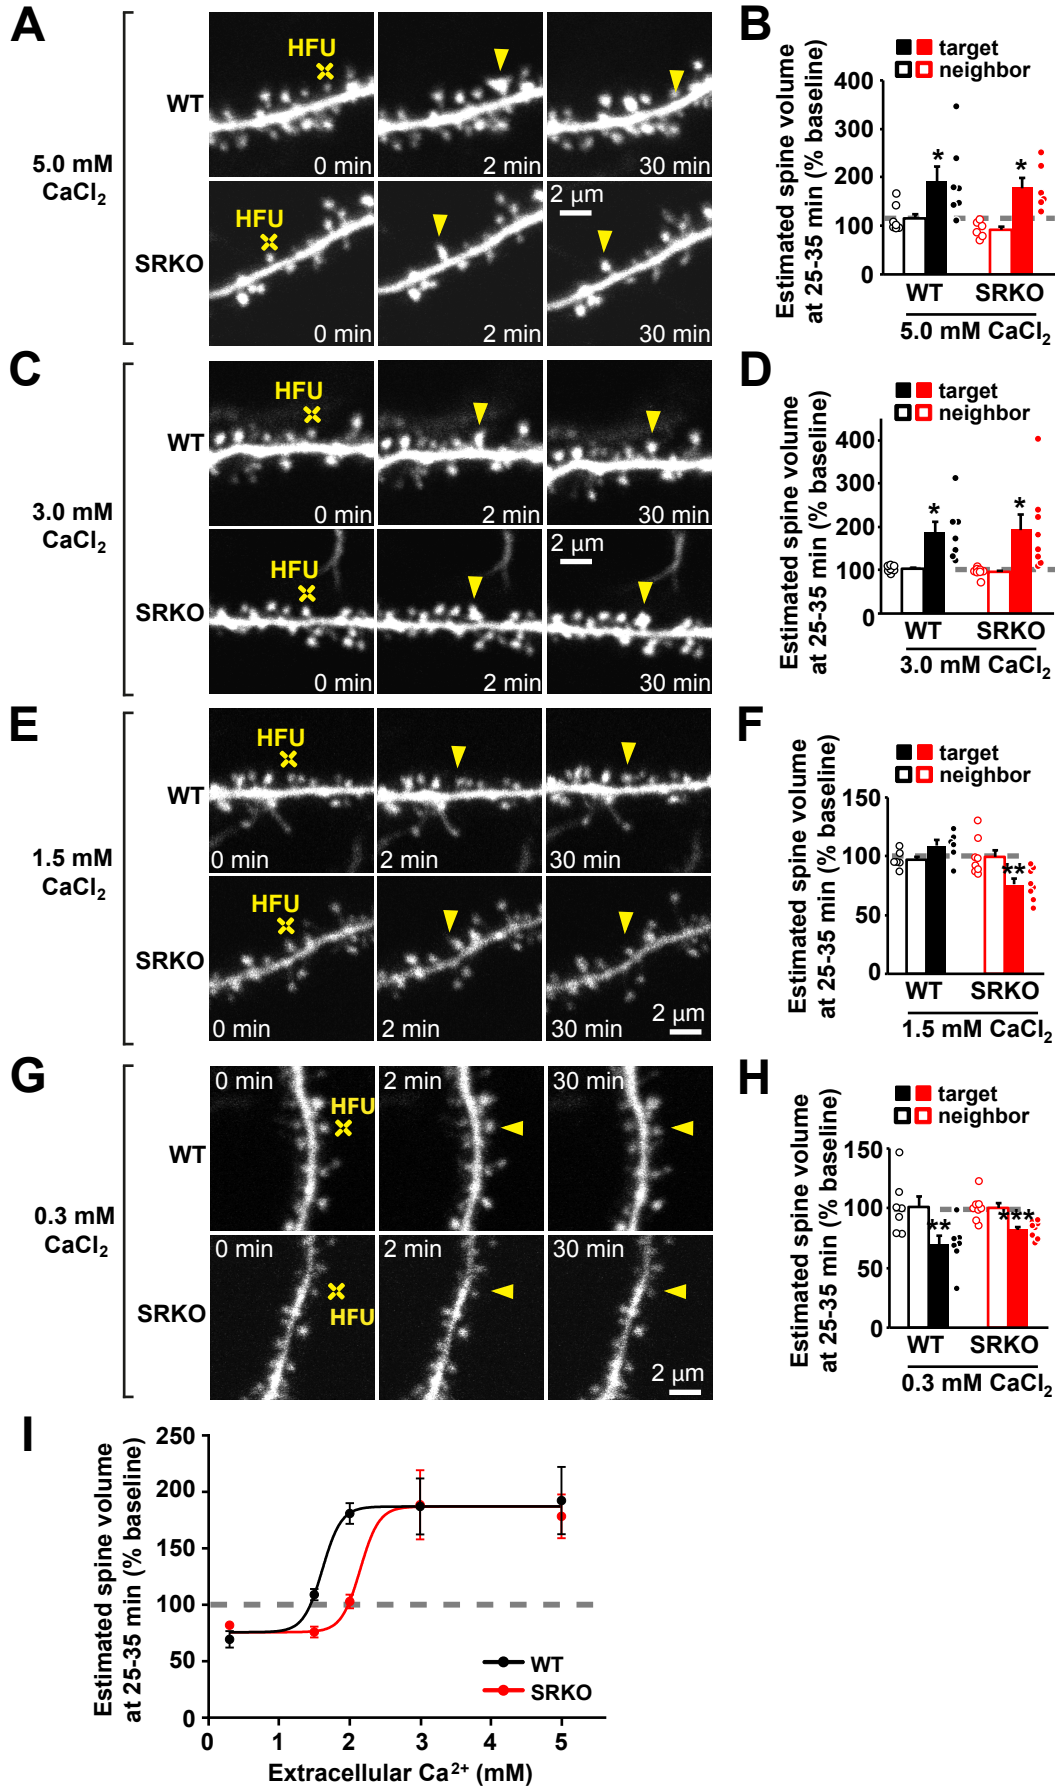 A
5.0 mM
CaCl2
WT
HFU
0 min
2 min
30 min
SRKO
HFU
2 µm
0 min
2 min
30 min
B
target
neighbor
Estimated spine volume
at 25-35 min (% baseline)
400
300
200
100
0
*
*
WT
SRKO
5.0 mM CaCl2
C
3.0 mM
CaCl2
WT
HFU
0 min
2 min
30 min
SRKO
HFU
2 µm
0 min
2 min
30 min
D
target
neighbor
Estimated spine volume
at 25-35 min (% baseline)
400
300
200
100
0
*
*
WT
SRKO
3.0 mM CaCl2
E
1.5 mM
CaCl2
WT
HFU
0 min
2 min
30 min
SRKO
HFU
0 min
2 min
30 min
2 µm
F
target
neighbor
Estimated spine volume
at 25-35 min (% baseline)
150
100
50
0
**
WT
SRKO
1.5 mM CaCl2
G
0.3 mM
CaCl2
WT
0 min
2 min
30 min
HFU
SRKO
0 min
2 min
30 min
HFU
2 µm
H
target
neighbor
Estimated spine volume
at 25-35 min (% baseline)
150
100
50
0
**
***
WT
SRKO
0.3 mM CaCl2
I
Estimated spine volume
at 25-35 min (% baseline)
250
200
150
100
50
0
WT
SRKO
0 1 2 3 4 5
Extracellular Ca2+ (mM)